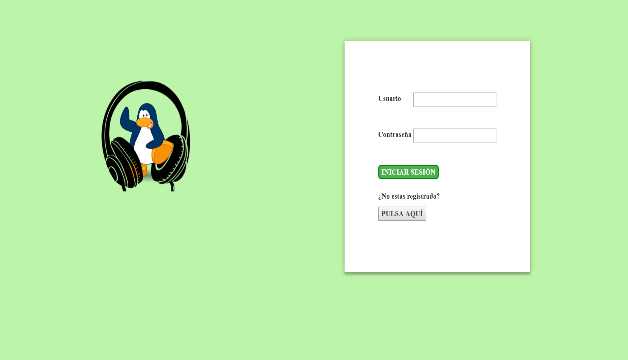 Usuario
Contraseña
INICIAR SESIÓN
¿No estas registrado?
PULSA AQUÍ